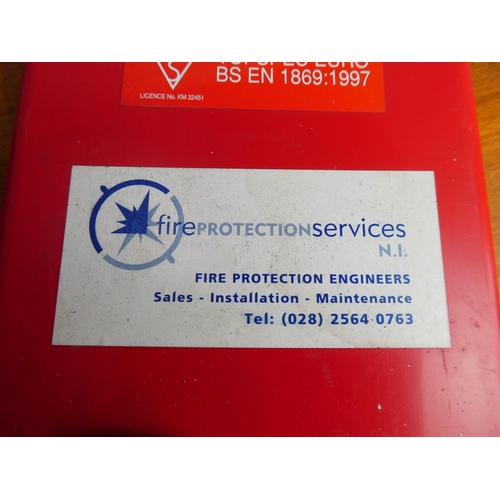 BS EN 1869:1997
LICENCE No. KM 32451
firePROTECTIONservices
N.I.
FIRE PROTECTION ENGINEERS
Sales - Installation - Maintenance
Tel: (028) 2564 0763